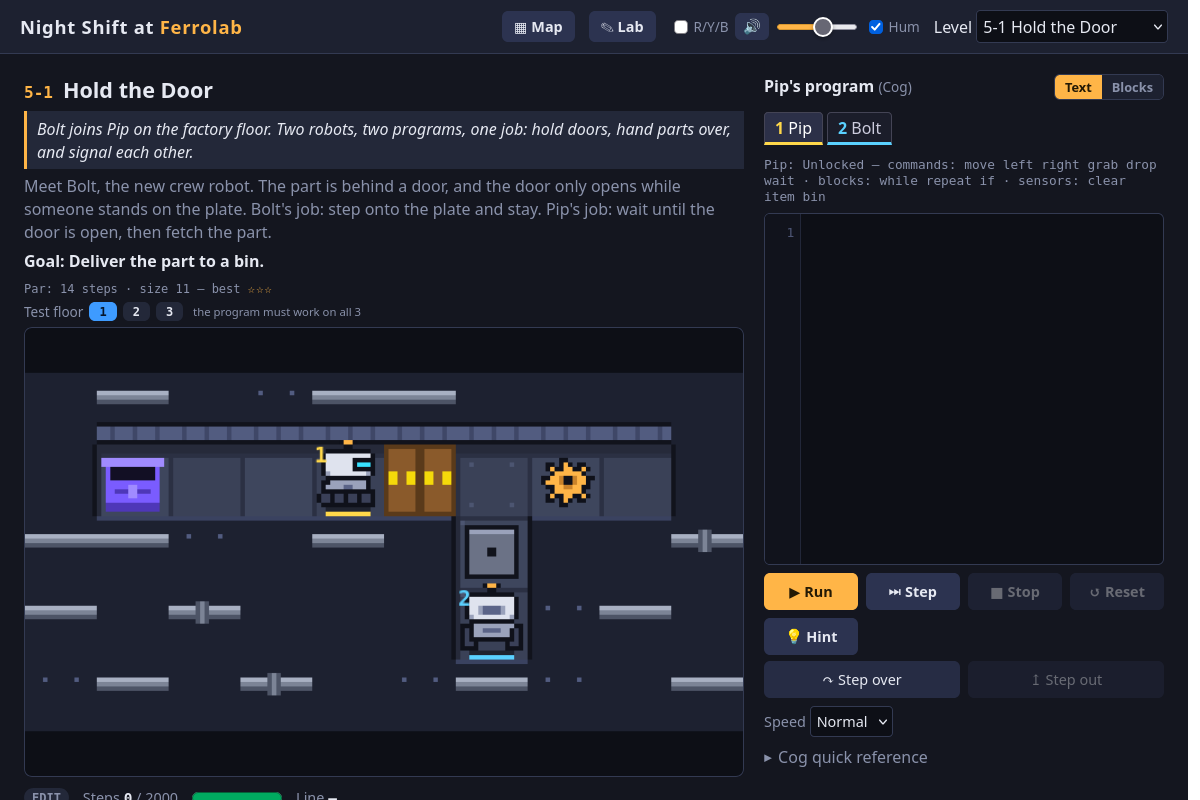 Night Shift at Ferrolab
▦ Map
✎ Lab
R/Y/B
Hum
Level
5-1 Hold the Door
5-1 Hold the Door
Bolt joins Pip on the factory floor. Two robots, two programs, one job: hold doors, hand parts over,
and signal each other.
Meet Bolt, the new crew robot. The part is behind a door, and the door only opens while
someone stands on the plate. Bolt's job: step onto the plate and stay. Pip's job: wait until the
door is open, then fetch the part.
Goal: Deliver the part to a bin.
Par: 14 steps · size 11 — best ☆☆☆
Test floor 1 2 3 the program must work on all 3
1
2
EDIT Steps 0 / 2000 Line –
Pip's program (Cog)
Text Blocks
1 Pip
2 Bolt
Pip: Unlocked — commands: move left right grab drop
wait · blocks: while repeat if · sensors: clear
item bin
1
▶ Run
⏭ Step
■ Stop
↺ Reset
💡 Hint
↷ Step over
↥ Step out
Speed Normal
▸ Cog quick reference